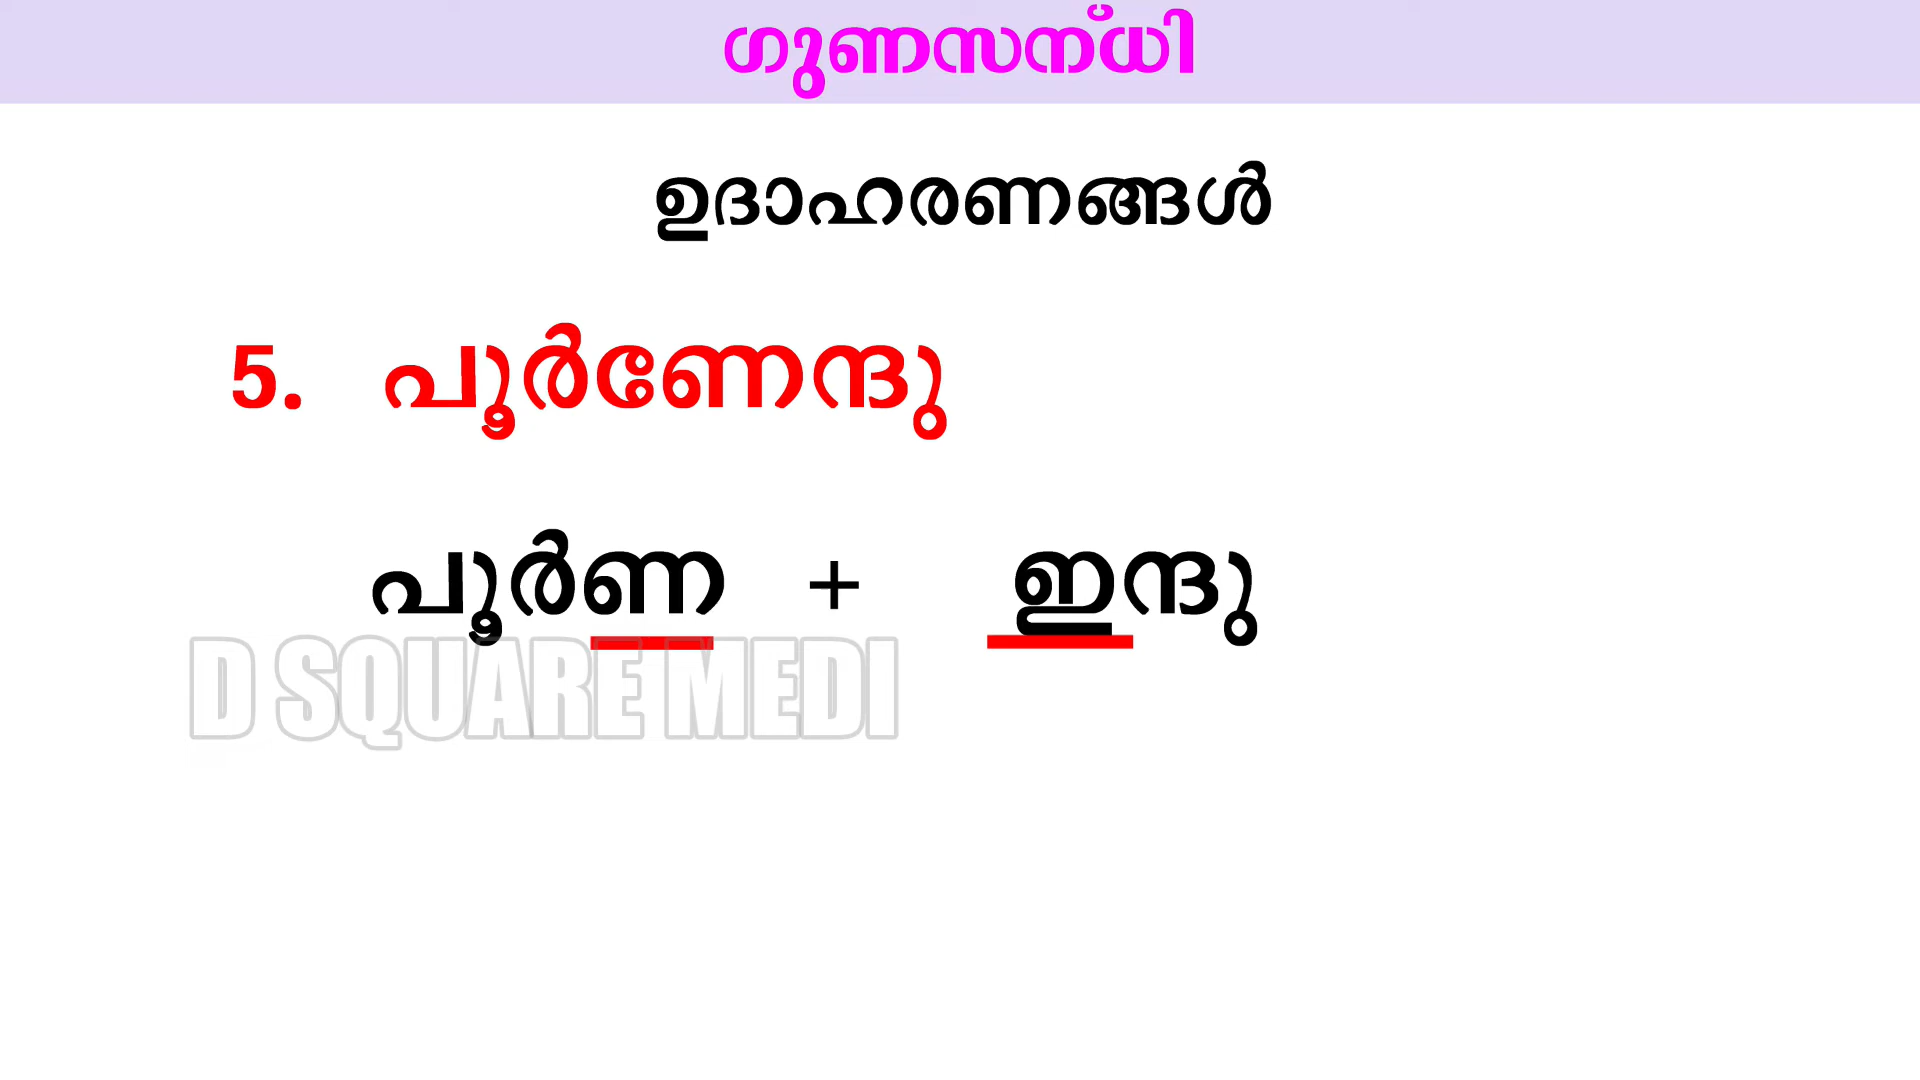 ഗുണസന്ധി
ഉദാഹരണങ്ങൾ
5. പൂർണേന്ദു
പൂർണ + ഇന്ദു
D SQUARE MEDI